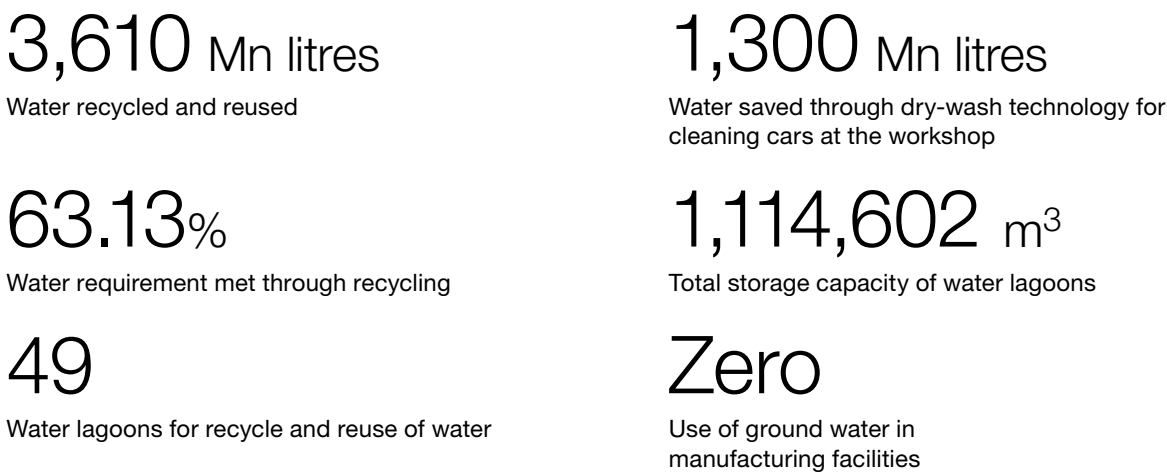 3,610 Mn litres
Water recycled and reused
1,300 Mn litres
Water saved through dry-wash technology for
cleaning cars at the workshop
63.13%
Water requirement met through recycling
1,114,602 m³
Total storage capacity of water lagoons
49
Water lagoons for recycle and reuse of water
Zero
Use of ground water in
manufacturing facilities